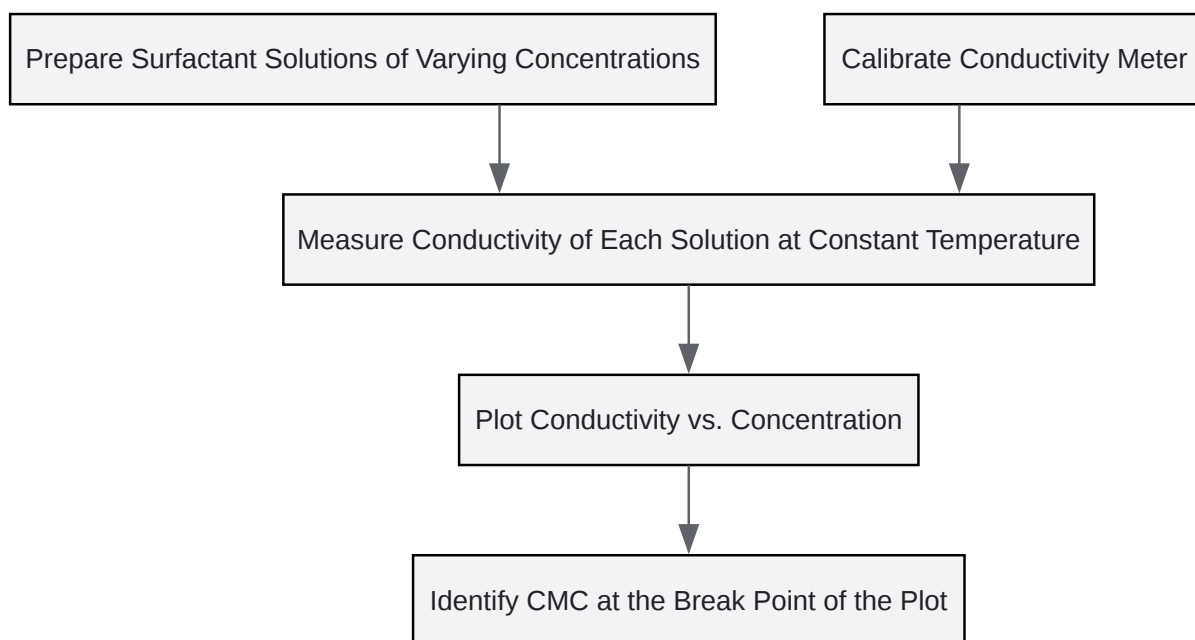 Prepare Surfactant Solutions of Varying Concentrations
Calibrate Conductivity Meter
Measure Conductivity of Each Solution at Constant Temperature
Plot Conductivity vs. Concentration
Identify CMC at the Break Point of the Plot